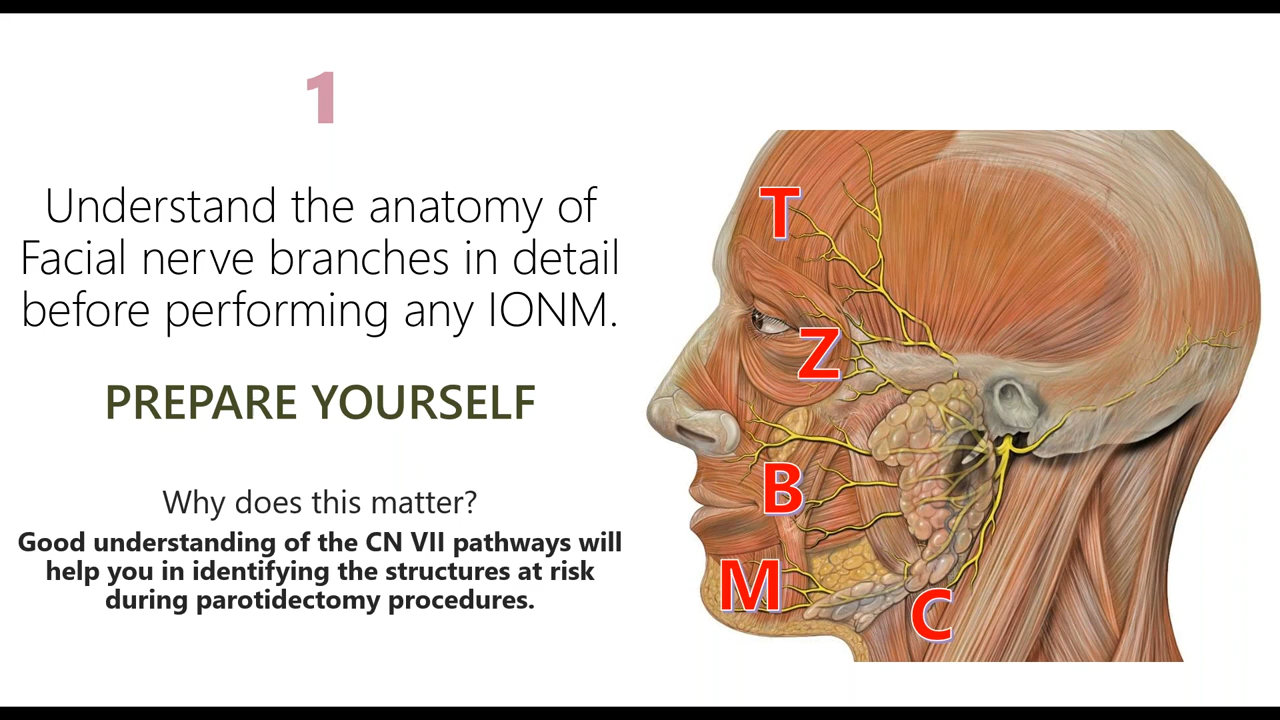 1
Understand the anatomy of
Facial nerve branches in detail
before performing any IONM.
PREPARE YOURSELF
Why does this matter?
Good understanding of the CN VII pathways will
help you in identifying the structures at risk
during parotidectomy procedures.
T
Z
B
M
C